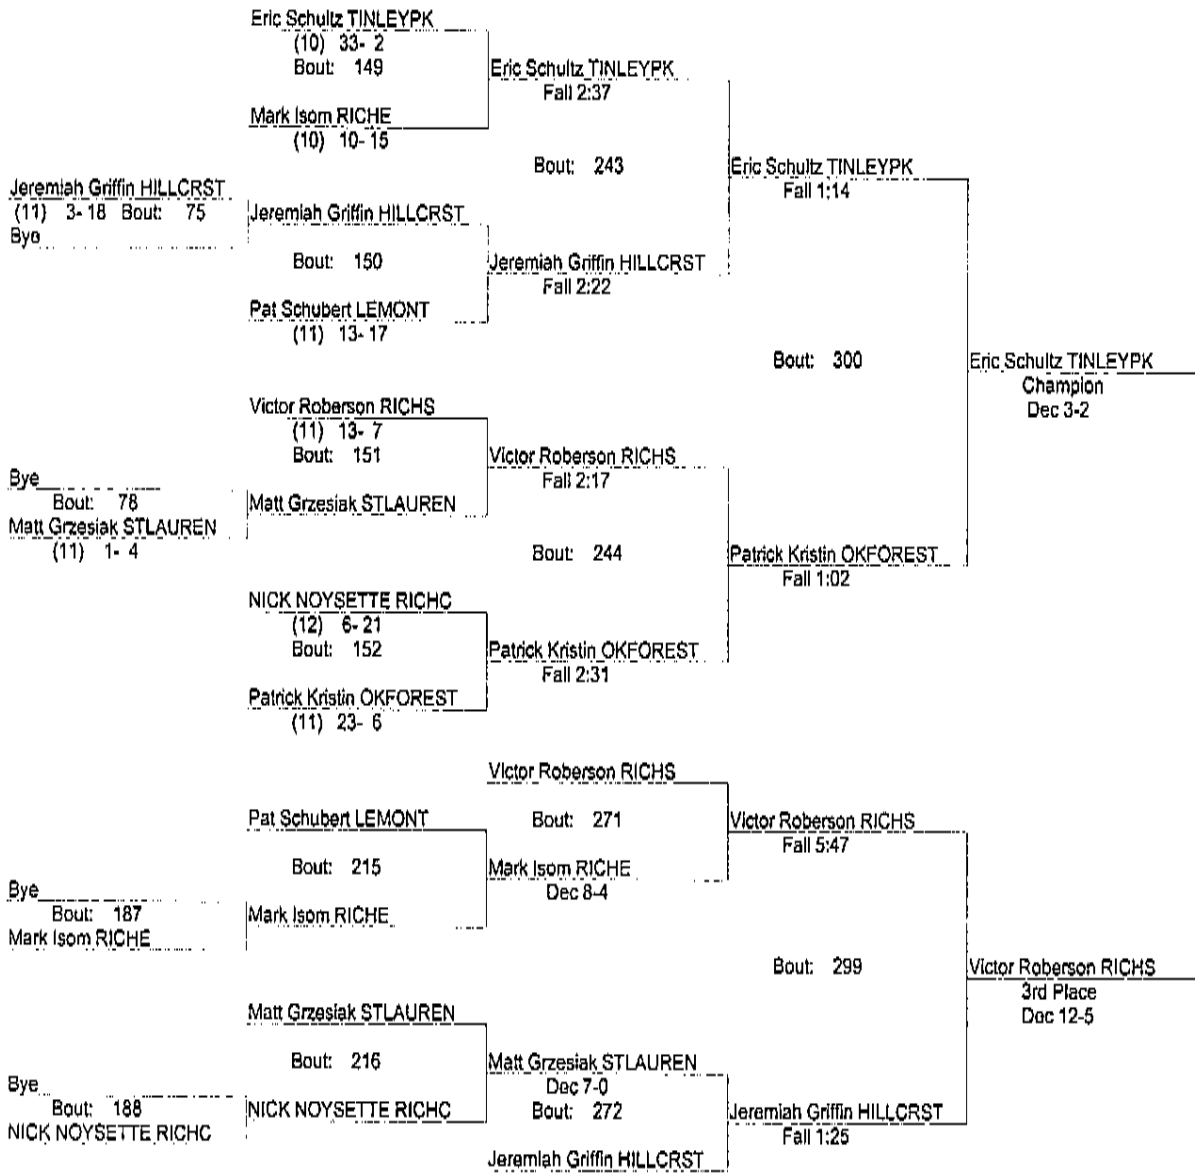 Eric Schultz TINLEYPK
(10) 33- 2
Bout: 149
Eric Schultz TINLEYPK
Fall 2:37
Mark Isom RICHE
(10) 10- 15
Bout: 243
Eric Schultz TINLEYPK
Fall 1:14
Jeremiah Griffin HILLCRST
(11) 3- 18 Bout: 75
Bye
Jeremiah Griffin HILLCRST
Bout: 150
Jeremiah Griffin HILLCRST
Fall 2:22
Pat Schubert LEMONT
(11) 13- 17
Bout: 300
Eric Schultz TINLEYPK
Champion
Dec 3-2
Victor Roberson RICHS
(11) 13- 7
Bout: 151
Victor Roberson RICHS
Fall 2:17
Bye
Bout: 78
Matt Grzesiak STLAUREN
(11) 1- 4
Matt Grzesiak STLAUREN
Bout: 244
Patrick Kristin OKFOREST
Fall 1:02
NICK NOYSETTE RICHC
(12) 6- 21
Bout: 152
Patrick Kristin OKFOREST
Fall 2:31
Patrick Kristin OKFOREST
(11) 23- 6
Victor Roberson RICHS
Pat Schubert LEMONT
Bout: 271
Victor Roberson RICHS
Fall 5:47
Bout: 215
Mark Isom RICHE
Dec 8-4
Bye
Bout: 187
Mark Isom RICHE
Mark Isom RICHE
Bout: 299
Victor Roberson RICHS
3rd Place
Dec 12-5
Matt Grzesiak STLAUREN
Bout: 216
Matt Grzesiak STLAUREN
Dec 7-0
Bye
Bout: 188
NICK NOYSETTE RICHC
NICK NOYSETTE RICHC
Bout: 272
Jeremiah Griffin HILLCRST
Fall 1:25
Jeremiah Griffin HILLCRST